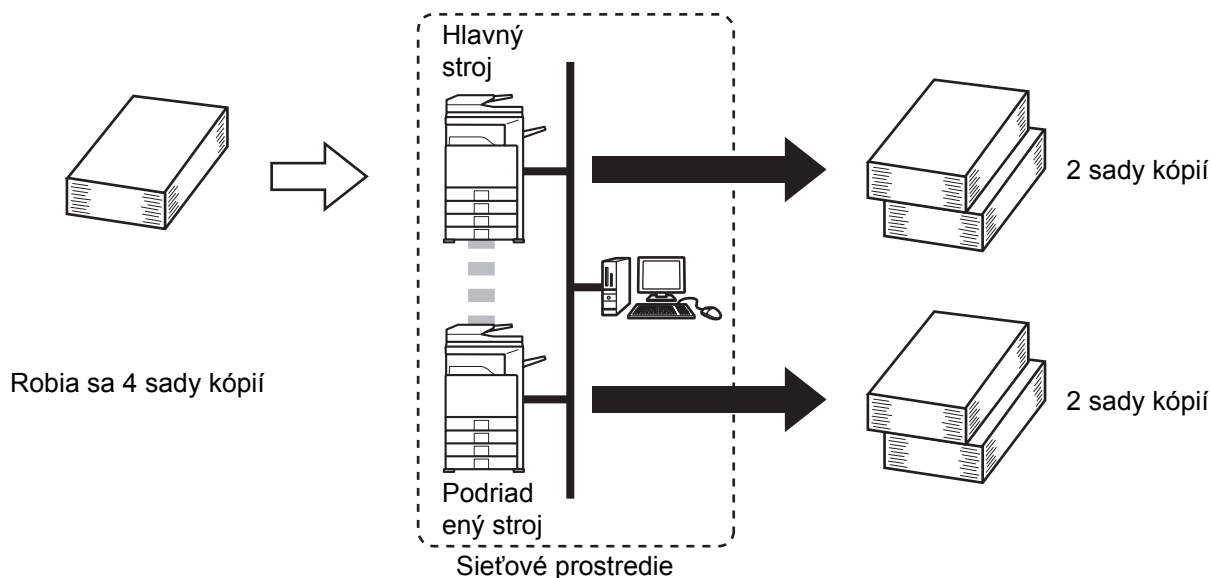 Hlavný
stroj
2 sady kópií
Robia sa 4 sady kópií
2 sady kópií
Podriad
ený stroj
Sieťové prostredie